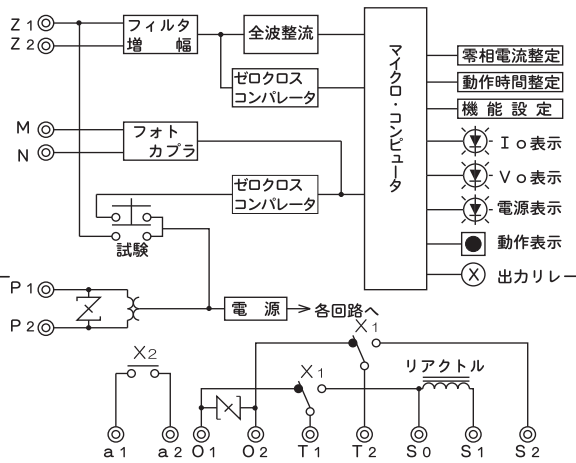 Z1
Z2
フィルタ
増 幅
全波整流
ゼロクロス
コンパレータ
マイクロ・コンピュータ
零相電流整定
動作時間整定
機能設定
M
N
フォト
カプラ
Io表示
Vo表示
ゼロクロス
コンパレータ
電源表示
試験
動作表示
X
出力リレー
P1
P2
電 源
各回路へ
X1
X2
X1
リアクトル
a1
a2
O1
O2
T1
T2
S0
S1
S2